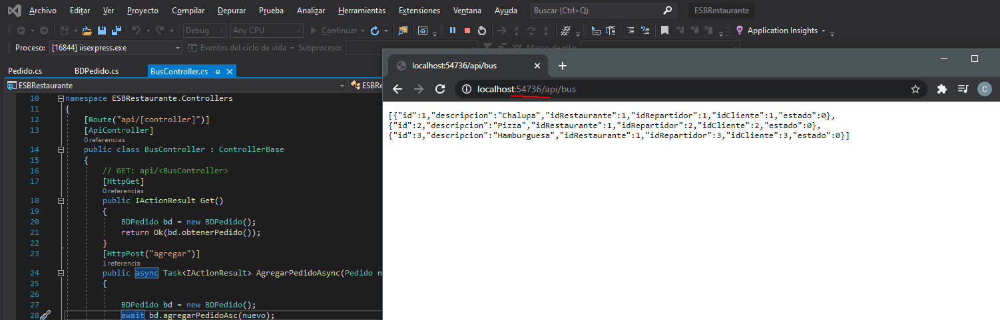 Archivo Editar Ver Proyecto Compilar Depurar Prueba Analizar Herramientas Extensiones Ventana Ayuda Buscar (Ctrl+Q) ESBRestaurante
Debug Any CPU Continuar Application Insights
Proceso: [16844] iisexpress.exe Eventos del ciclo de vida Subproceso: Marco de pila:
Pedido.cs BDPedido.cs BusController.cs
ESBRestaurante ESBRe
10 namespace ESBRestaurante.Controllers
11 {
12 [Route("api/[controller]")]
13 [ApiController]
0 referencias
14 public class BusController : ControllerBase
15 {
16 // GET: api/<BusController>
17 [HttpGet]
0 referencias
18 public IActionResult Get()
19 {
20 BDPedido bd = new BDPedido();
21 return Ok(bd.obtenerPedido());
22 }
23 [HttpPost("agregar")]
1 referencia
24 public async Task<IActionResult> AgregarPedidoAsync(Pedido n
25 {
26
27 BDPedido bd = new BDPedido();
28 await bd.agregarPedidoAsc(nuevo);
localhost:54736/api/bus
localhost:54736/api/bus C
[{"id":1,"descripcion":"Chalupa","idRestaurante":1,"idRepartidor":1,"idCliente":1,"estado":0},
{"id":2,"descripcion":"Pizza","idRestaurante":1,"idRepartidor":2,"idCliente":2,"estado":0},
{"id":3,"descripcion":"Hamburguesa","idRestaurante":1,"idRepartidor":3,"idCliente":3,"estado":0}]